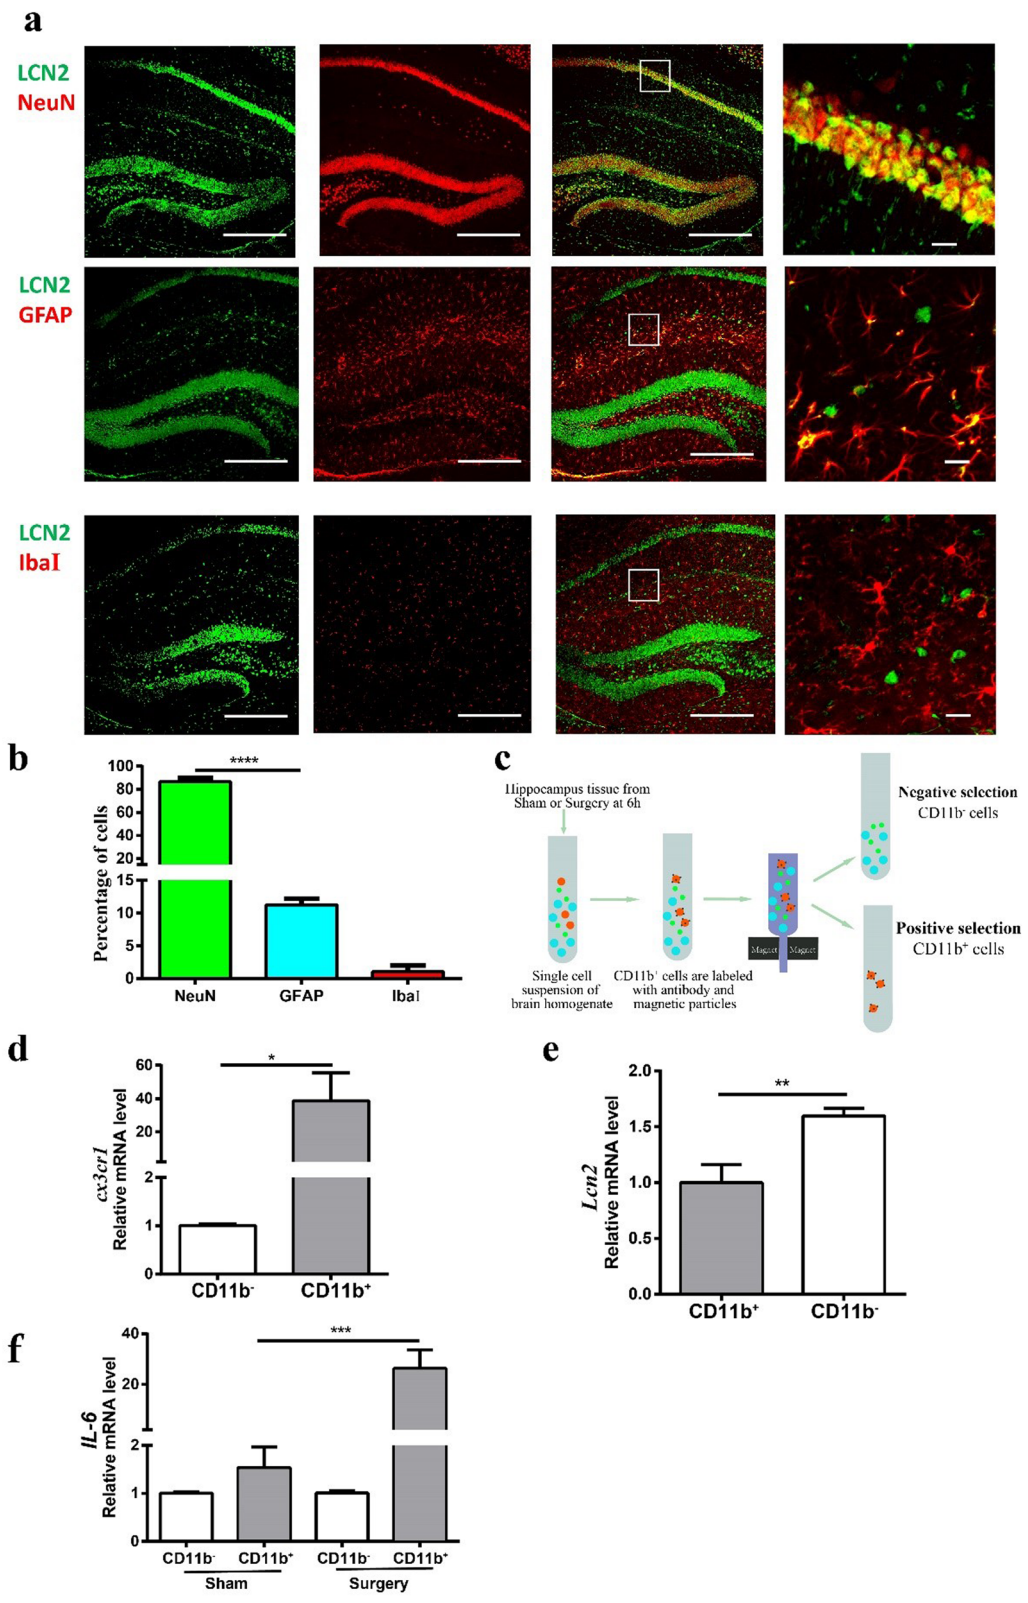 a
LCN2
NeuN
LCN2
GFAP
LCN2
IbaI
b
Percentage of cells
100
80
60
40
20
15
10
5
0
****
NeuN
GFAP
IbaI
c
Hippocampus tissue from
Sham or Surgery at 6h
Single cell
suspension of
brain homogenate
CD11b⁺ cells are labeled
with antibody and
magnetic particles
Magnet
Magnet
Negative selection
CD11b⁻ cells
Positive selection
CD11b⁺ cells
d
cx3cr1
Relative mRNA level
60
40
20
2
1
0
*
CD11b⁻
CD11b⁺
e
Lcn2
Relative mRNA level
2.0
1.5
1.0
0.5
0.0
**
CD11b⁺
CD11b⁻
f
IL-6
Relative mRNA level
40
20
2
1
0
***
CD11b⁻
CD11b⁺
CD11b⁻
CD11b⁺
Sham
Surgery